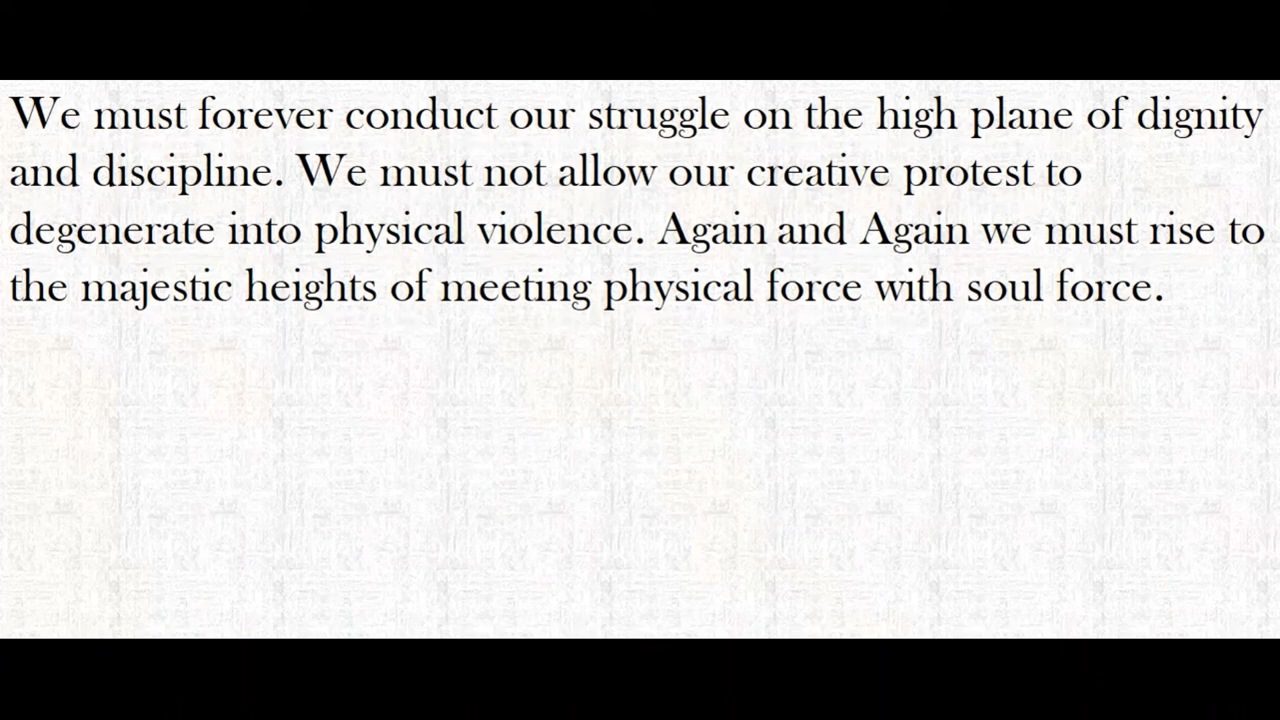 We must forever conduct our struggle on the high plane of dignity
and discipline. We must not allow our creative protest to
degenerate into physical violence. Again and Again we must rise to
the majestic heights of meeting physical force with soul force.